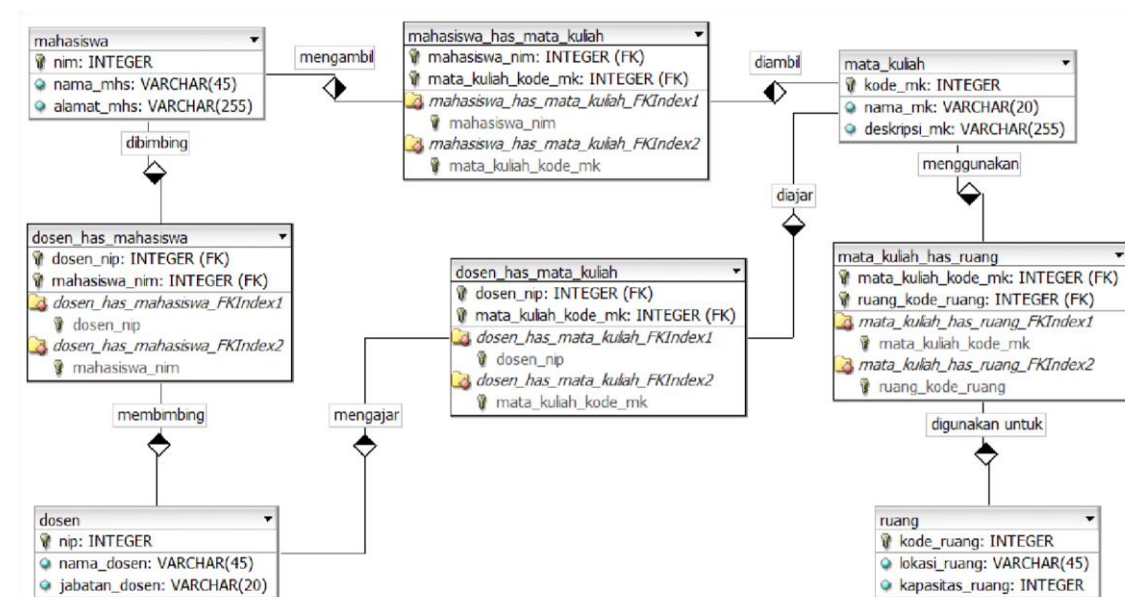 mahasiswa
nim: INTEGER
nama_mhs: VARCHAR(45)
alamat_mhs: VARCHAR(255)
mengambil
mahasiswa_has_mata_kuliah
mahasiswa_nim: INTEGER (FK)
mata_kuliah_kode_mk: INTEGER (FK)
mahasiswa_has_mata_kuliah_FKIndex1
mahasiswa_nim
mahasiswa_has_mata_kuliah_FKIndex2
mata_kuliah_kode_mk
diambil
mata_kuliah
kode_mk: INTEGER
nama_mk: VARCHAR(20)
deskripsi_mk: VARCHAR(255)
dibimbing
menggunakan
diajar
dosen_has_mahasiswa
dosen_nip: INTEGER (FK)
mahasiswa_nim: INTEGER (FK)
dosen_has_mahasiswa_FKIndex1
dosen_nip
dosen_has_mahasiswa_FKIndex2
mahasiswa_nim
dosen_has_mata_kuliah
dosen_nip: INTEGER (FK)
mata_kuliah_kode_mk: INTEGER (FK)
dosen_has_mata_kuliah_FKIndex1
dosen_nip
dosen_has_mata_kuliah_FKIndex2
mata_kuliah_kode_mk
mata_kuliah_has_ruang
mata_kuliah_kode_mk: INTEGER (FK)
ruang_kode_ruang: INTEGER (FK)
mata_kuliah_has_ruang_FKIndex1
mata_kuliah_kode_mk
mata_kuliah_has_ruang_FKIndex2
ruang_kode_ruang
membimbing
mengajar
digunakan untuk
dosen
nip: INTEGER
nama_dosen: VARCHAR(45)
jabatan_dosen: VARCHAR(20)
ruang
kode_ruang: INTEGER
lokasi_ruang: VARCHAR(45)
kapasitas_ruang: INTEGER